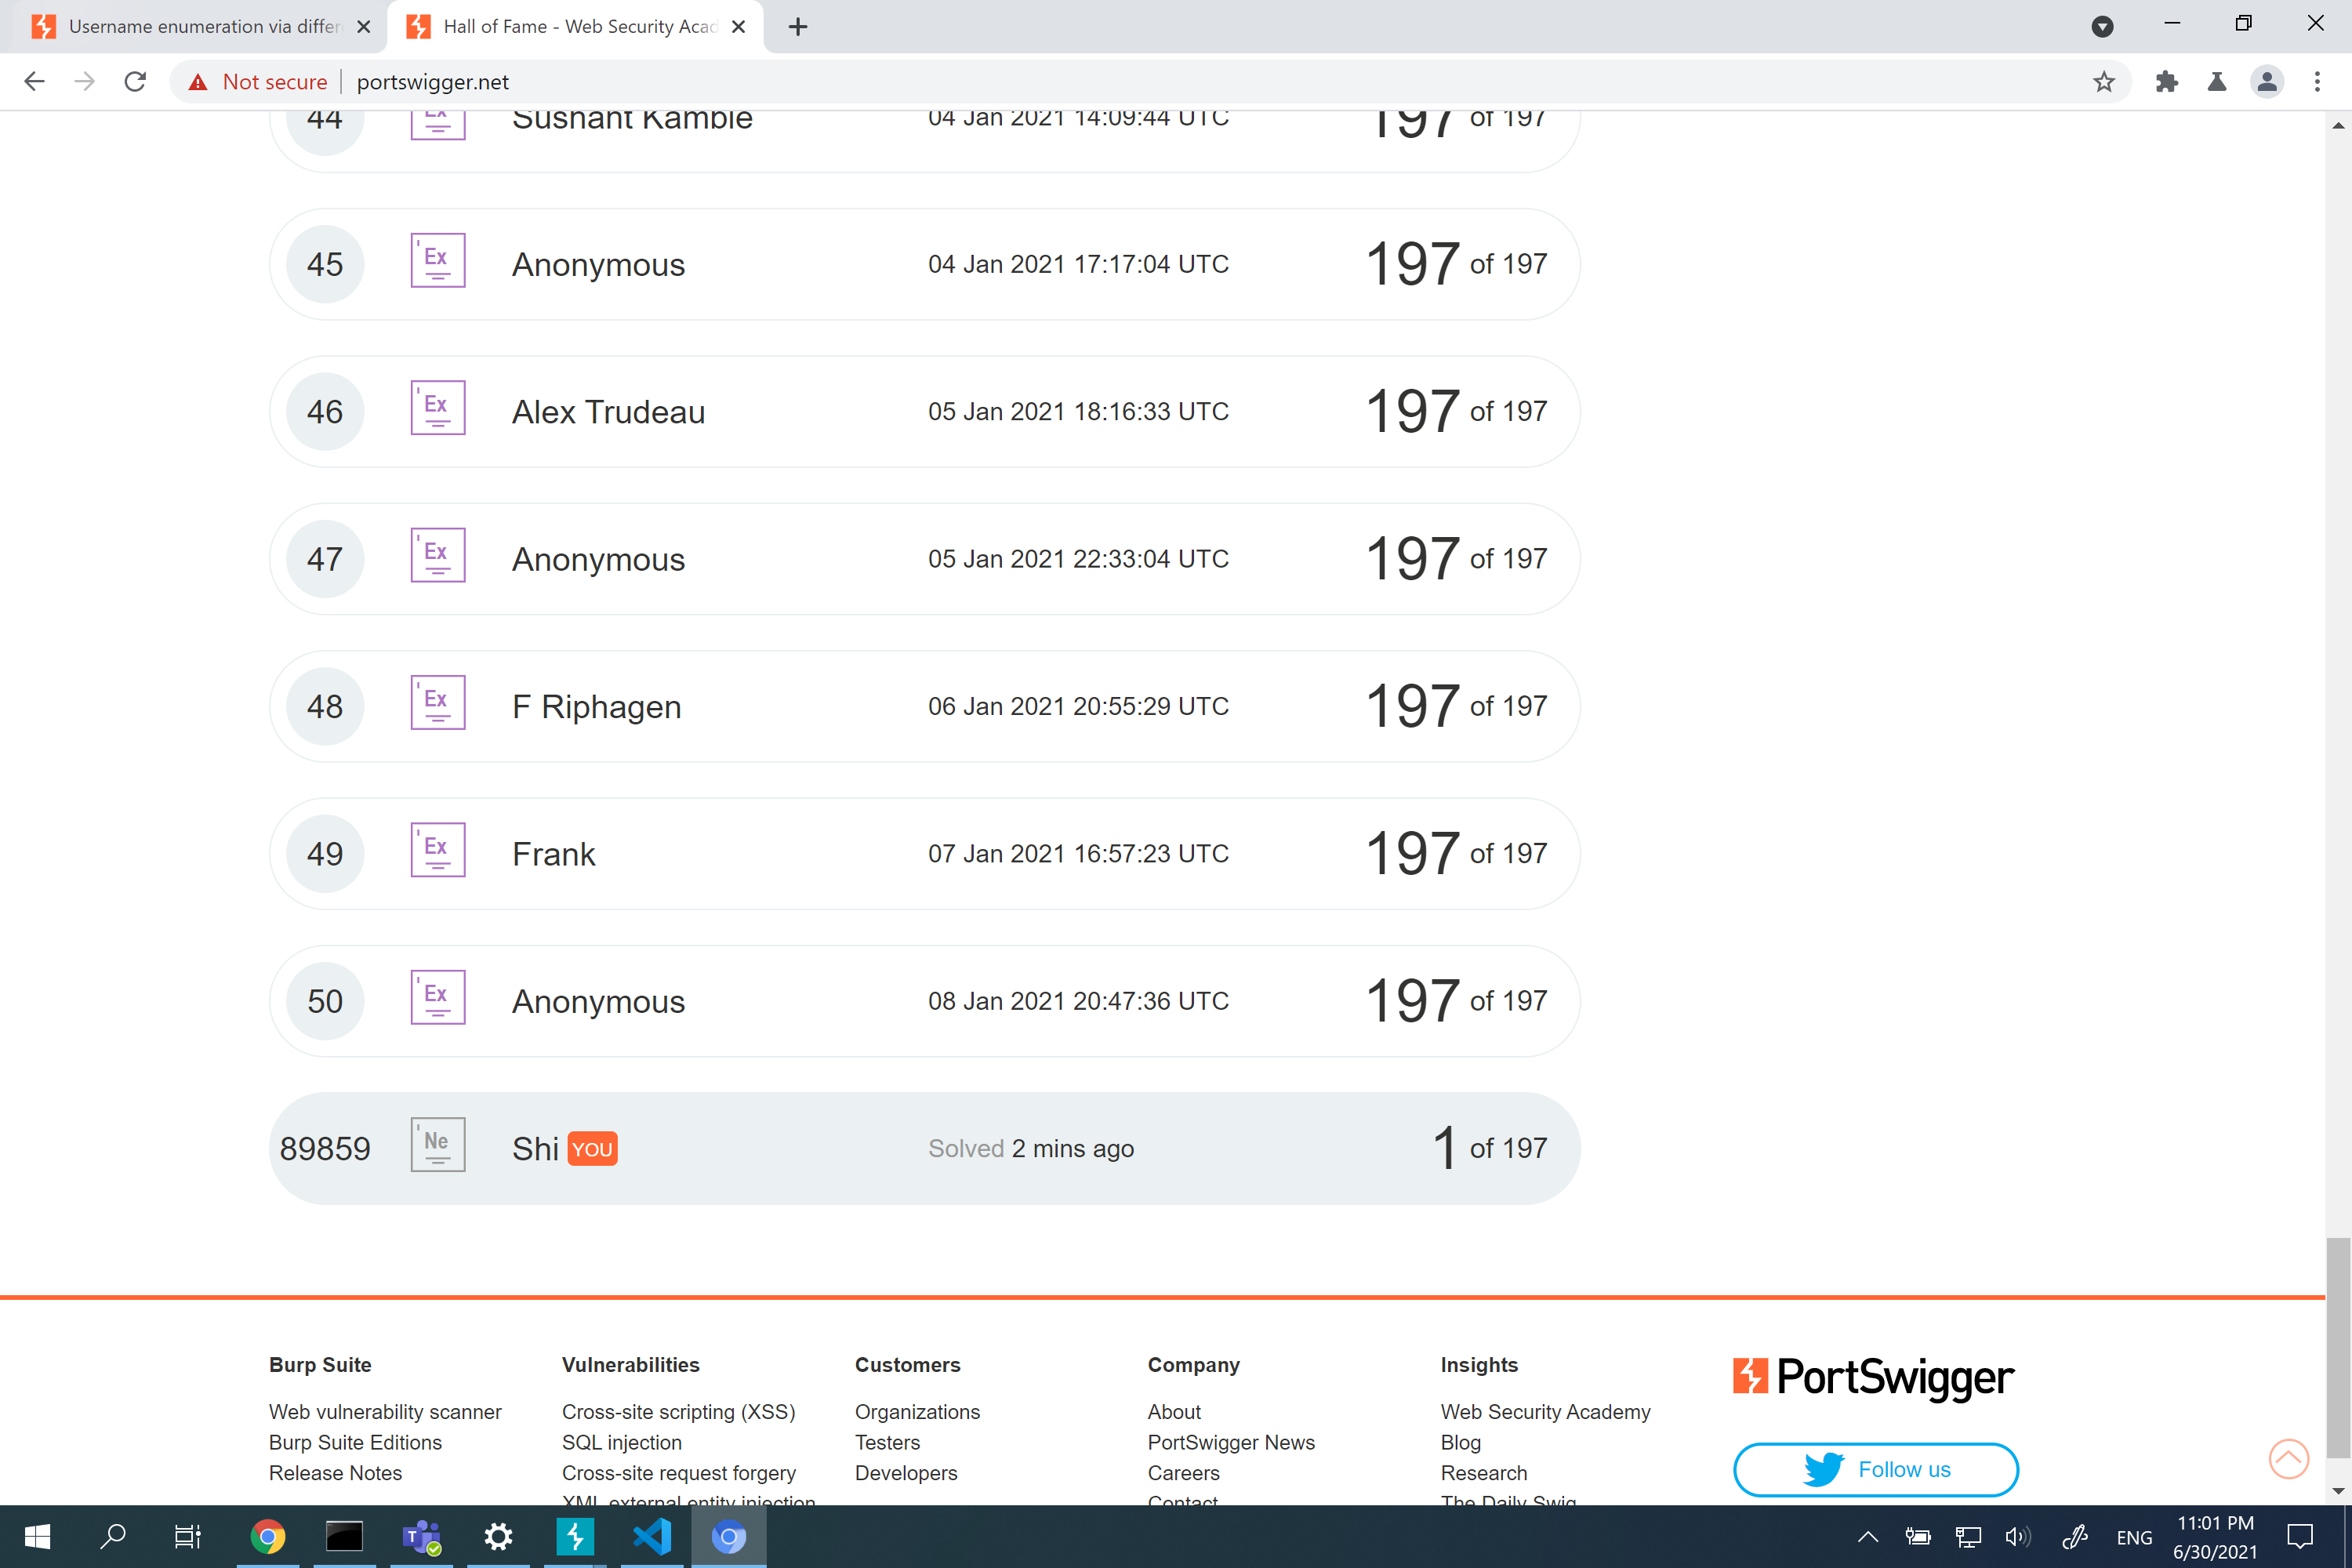 Username enumeration via differ
Hall of Fame - Web Security Acad
Not secure | portswigger.net
44 Ex Sushant Kamble 04 Jan 2021 14:09:44 UTC 197 of 197
45 Ex Anonymous 04 Jan 2021 17:17:04 UTC 197 of 197
46 Ex Alex Trudeau 05 Jan 2021 18:16:33 UTC 197 of 197
47 Ex Anonymous 05 Jan 2021 22:33:04 UTC 197 of 197
48 Ex F Riphagen 06 Jan 2021 20:55:29 UTC 197 of 197
49 Ex Frank 07 Jan 2021 16:57:23 UTC 197 of 197
50 Ex Anonymous 08 Jan 2021 20:47:36 UTC 197 of 197
89859 Ne Shi YOU Solved 2 mins ago 1 of 197
Burp Suite
Web vulnerability scanner
Burp Suite Editions
Release Notes
Vulnerabilities
Cross-site scripting (XSS)
SQL injection
Cross-site request forgery
XML external entity injection
Customers
Organizations
Testers
Developers
Company
About
PortSwigger News
Careers
Contact
Insights
Web Security Academy
Blog
Research
The Daily Swig
PortSwigger
Follow us
ENG
11:01 PM
6/30/2021